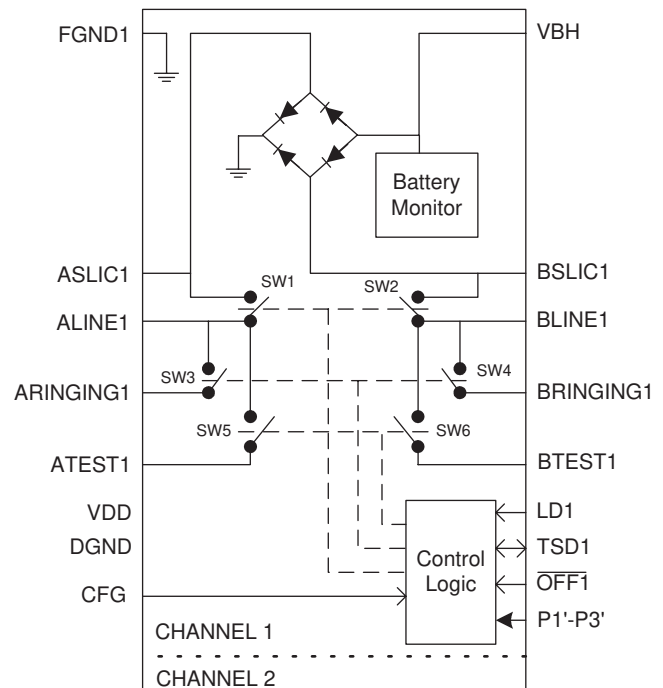 FGND1
VBH
Battery
Monitor
ASLIC1
BSLIC1
SW1
SW2
ALINE1
BLINE1
SW3
SW4
ARINGING1
BRINGING1
SW5
SW6
ATEST1
BTEST1
VDD
LD1
DGND
TSD1
Control
Logic
CFG
OFF1
P1'-P3'
CHANNEL 1
CHANNEL 2